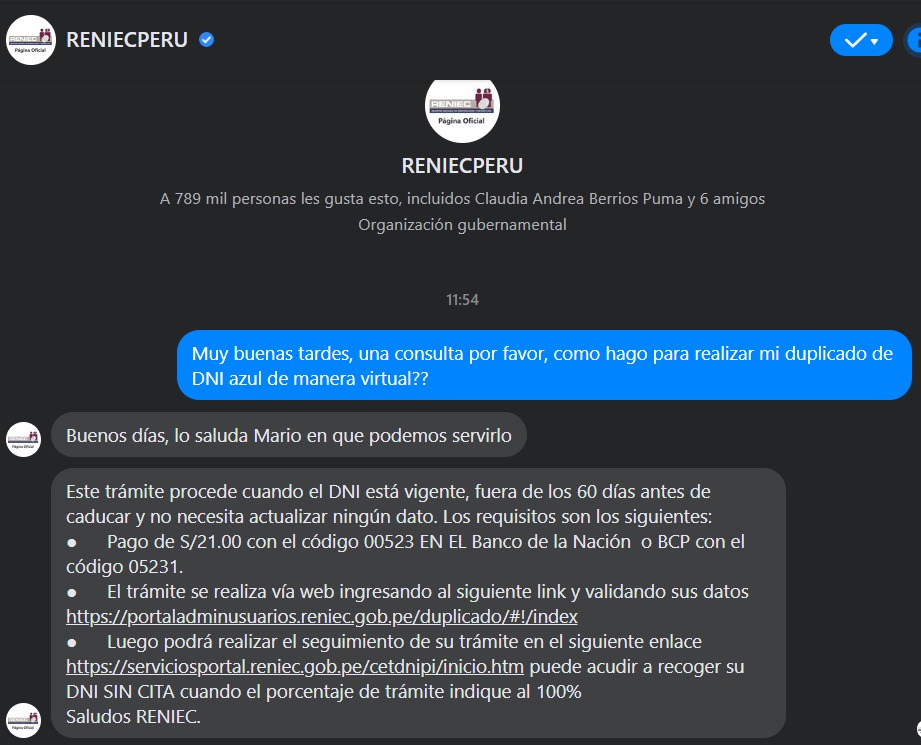 RENIECPERU
RENIEC
Página Oficial
RENIECPERU
A 789 mil personas les gusta esto, incluidos Claudia Andrea Berrios Puma y 6 amigos
Organización gubernamental
11:54
Muy buenas tardes, una consulta por favor, como hago para realizar mi duplicado de
DNI azul de manera virtual??
Buenos días, lo saluda Mario en que podemos servirlo
Este trámite procede cuando el DNI está vigente, fuera de los 60 días antes de
caducar y no necesita actualizar ningún dato. Los requisitos son los siguientes:
● Pago de S/21.00 con el código 00523 EN EL Banco de la Nación o BCP con el
código 05231.
● El trámite se realiza vía web ingresando al siguiente link y validando sus datos
https://portaladminusuarios.reniec.gob.pe/duplicado/#!/index
● Luego podrá realizar el seguimiento de su trámite en el siguiente enlace
https://serviciosportal.reniec.gob.pe/cetdnipi/inicio.htm puede acudir a recoger su
DNI SIN CITA cuando el porcentaje de trámite indique al 100%
Saludos RENIEC.